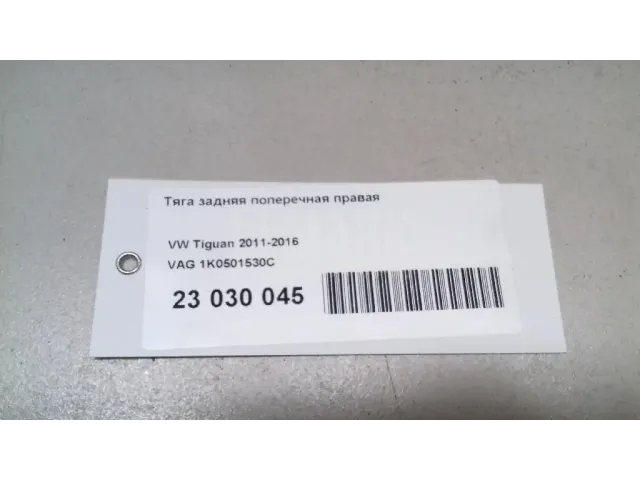 Тяга задняя поперечная правая
VW Tiguan 2011-2016
VAG 1K0501530C
23 030 045